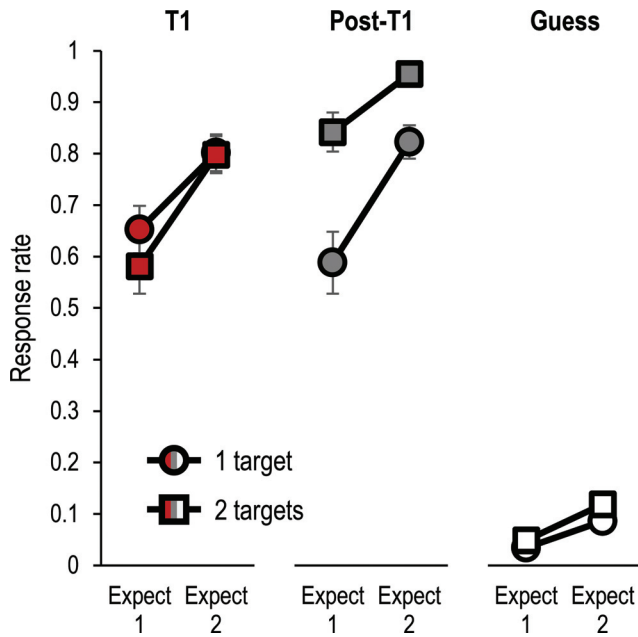 T1 Post-T1 Guess
Response rate
1
0.9
0.8
0.7
0.6
0.5
0.4
0.3
0.2
0.1
0
1 target
2 targets
Expect Expect Expect Expect Expect Expect
1 2 1 2 1 2